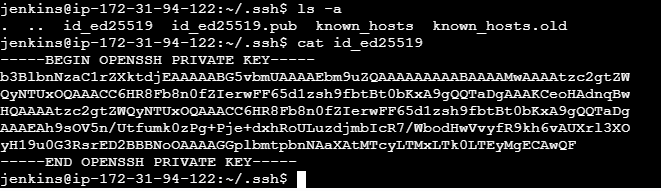 jenkins@ip-172-31-94-122:~/.ssh$ ls -a
. .. id_ed25519 id_ed25519.pub known_hosts known_hosts.old
jenkins@ip-172-31-94-122:~/.ssh$ cat id_ed25519
-----BEGIN OPENSSH PRIVATE KEY-----
b3BlbnNzaC1rZXktdjEAAAAABG5vbmUAAAAEbm9uZQAAAAAAAAABAAAAMwAAAAtzc2gtZW
QyNTUxOQAAACC6HR8Fb8n0fZIerwFF65d1zsh9fbtBt0bKxA9gQQTaDgAAAKCeoHAdnqBw
HQAAAAtzc2gtZWQyNTUxOQAAACC6HR8Fb8n0fZIerwFF65d1zsh9fbtBt0bKxA9gQQTaDg
AAAEAh9sOV5n/Utfumk0zPg+Pje+dxhRoULuzdjmbIcR7/WbodHwVvyfR9kh6vAUXrl3XO
yH19u0G3RsrED2BBBNoOAAAAGGplbmtpbnNAaXAtMTcyLTMxLTk0LTEyMgECAwQF
-----END OPENSSH PRIVATE KEY-----
jenkins@ip-172-31-94-122:~/.ssh$